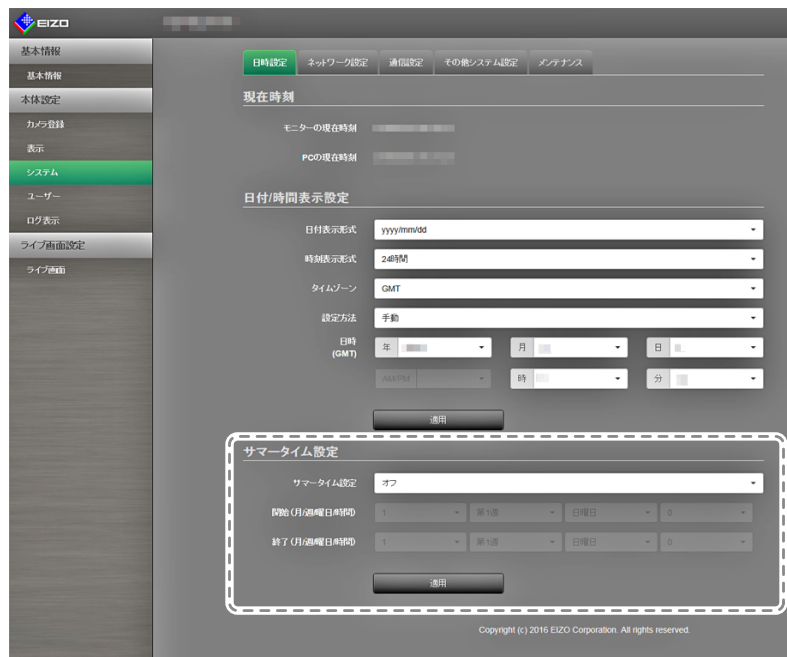 EIZO
基本情報
基本情報
本体設定
カメラ登録
表示
システム
ユーザー
ログ表示
ライブ画面設定
ライブ画面
日時設定 ネットワーク設定 通信設定 その他システム設定 メンテナンス
現在時刻
モニターの現在時刻
PCの現在時刻
日付/時間表示設定
日付表示形式 yyyy/mm/dd
時刻表示形式 24時間
タイムゾーン GMT
設定方法 手動
日時 (GMT) 年 月 日
AM/PM 時 分
適用
サマータイム設定
サマータイム設定 オフ
開始 (月/週/曜日/時間) 1 第1週 日曜日 0
終了 (月/週/曜日/時間) 1 第1週 日曜日 0
適用
Copyright (c) 2016 EIZO Corporation. All rights reserved.